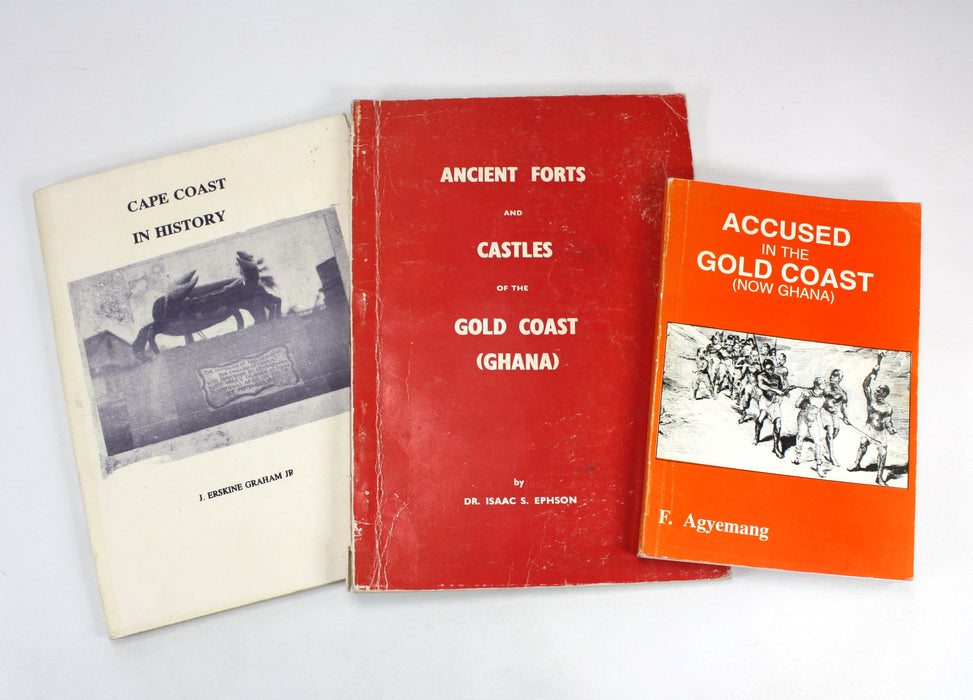 CAPE COAST
IN HISTORY
J. ERSKINE GRAHAM JR
ANCIENT FORTS
AND
CASTLES
OF THE
GOLD COAST
(GHANA)
by
DR. ISAAC S. EPHSON
ACCUSED
IN THE
GOLD COAST
(NOW GHANA)
F. Agyemang